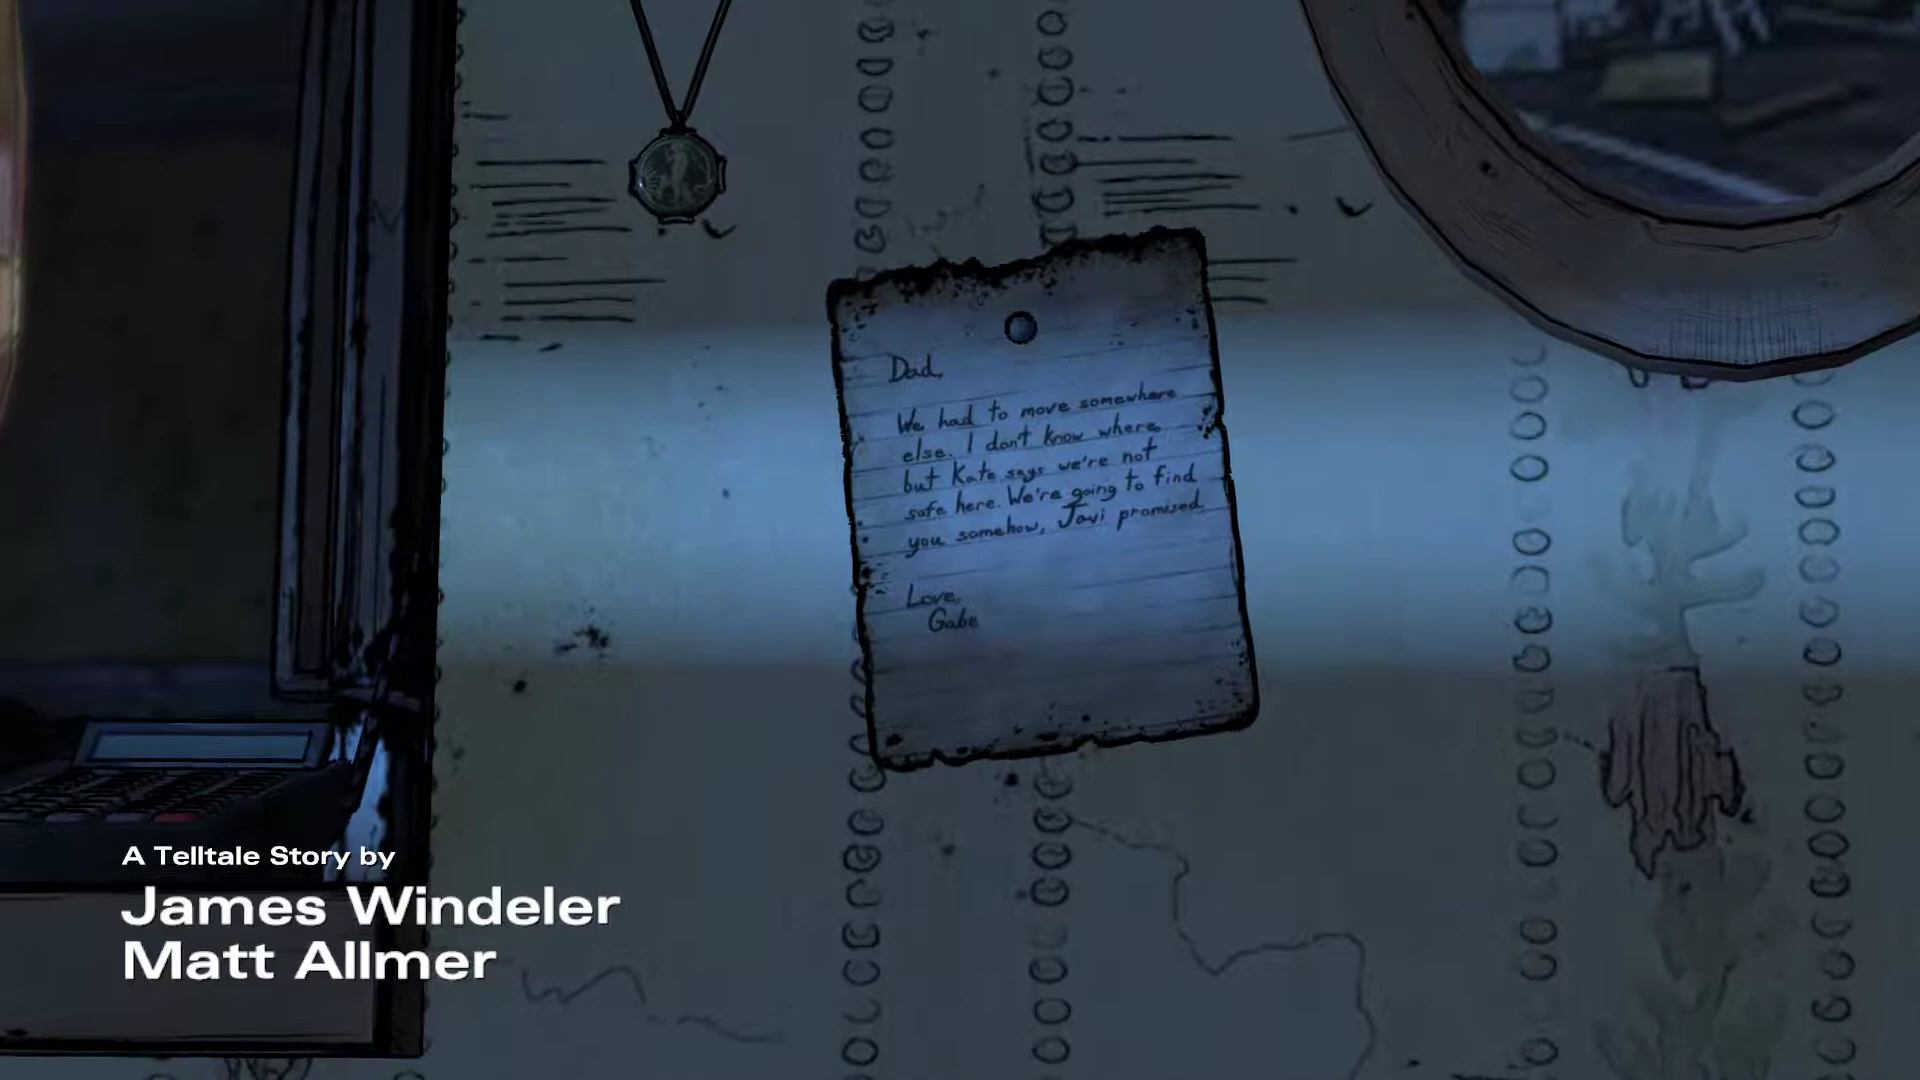 Dad,
We had to move somewhere
else. I don't know where,
but Kate says we're not
safe here. We're going to find
you somehow, Javi promised.
Love,
Gabe
A Telltale Story by
James Windeler
Matt Allmer